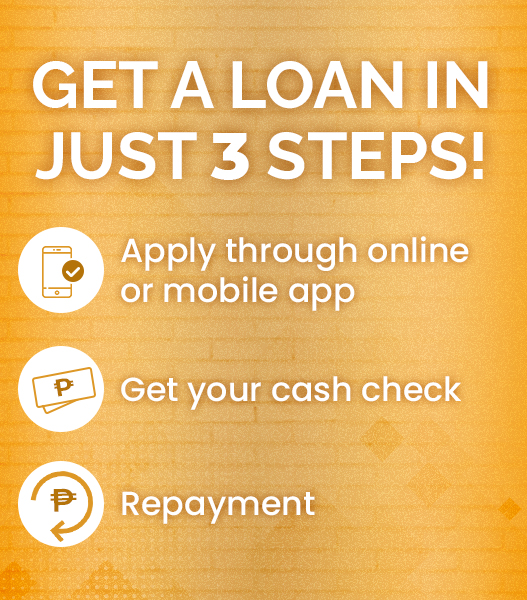 GET A LOAN IN
JUST 3 STEPS!
Apply through online
or mobile app
₱
Get your cash check
₱
Repayment